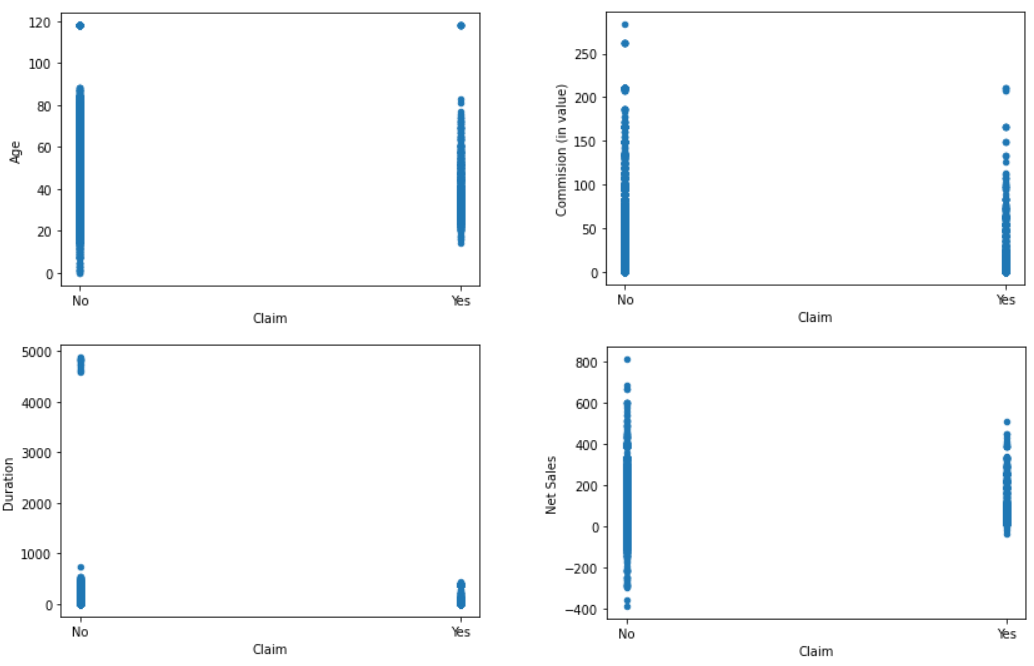 120
100
80
60
40
20
0
Age
No
Yes
Claim
250
200
150
100
50
0
Commision (in value)
No
Yes
Claim
5000
4000
3000
2000
1000
0
Duration
No
Yes
Claim
800
600
400
200
0
−200
−400
Net Sales
No
Yes
Claim